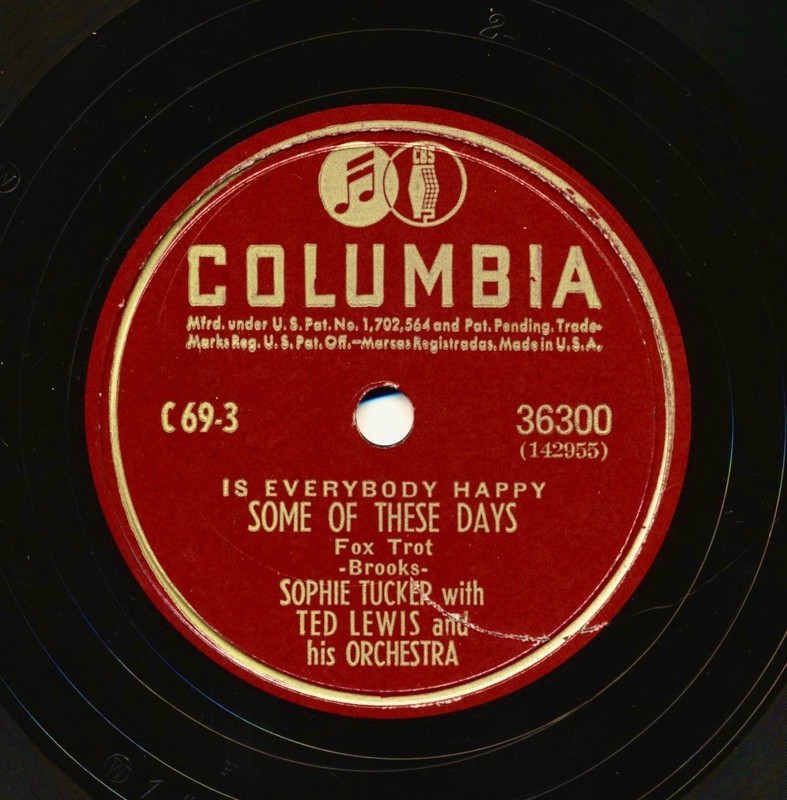 2-
CBS
COLUMBIA
Mfrd. under U. S. Pat. No. 1,702,564 and Pat. Pending. Trade-
Marks Reg. U. S. Pat. Off.—Marcas Registradas. Made in U.S.A.
C 69-3
36300
(142955)
IS EVERYBODY HAPPY
SOME OF THESE DAYS
Fox Trot
-Brooks-
SOPHIE TUCKER with
TED LEWIS and
his ORCHESTRA
W 1